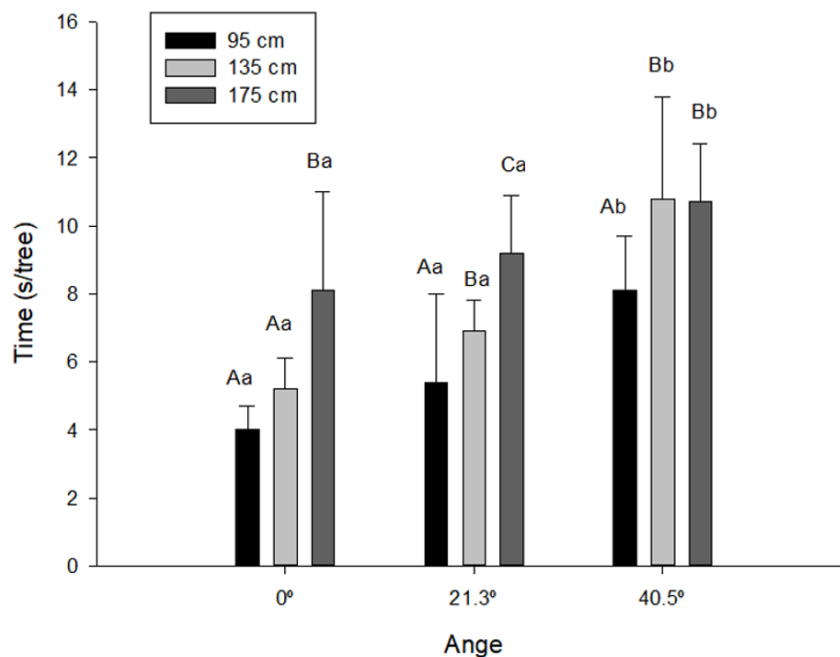 16
14
12
10
8
6
4
2
0
Time (s/tree)
95 cm
135 cm
175 cm
Aa
Aa
Ba
Aa
Ba
Ca
Ab
Bb
Bb
0º
21.3º
40.5º
Ange